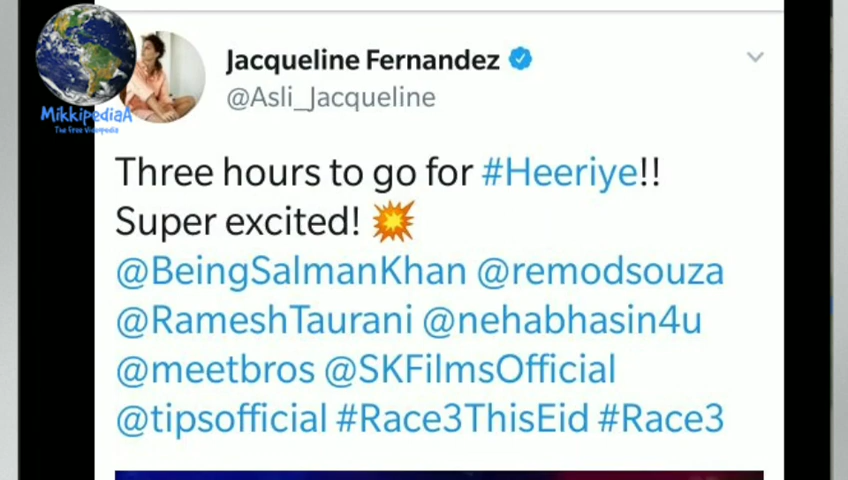 MikkipediaA
The Free Videopedia
Jacqueline Fernandez
@Asli_Jacqueline
Three hours to go for #Heeriye!!
Super excited! 💥
@BeingSalmanKhan @remodsouza
@RameshTaurani @nehabhasin4u
@meetbros @SKFilmsOfficial
@tipsofficial #Race3ThisEid #Race3